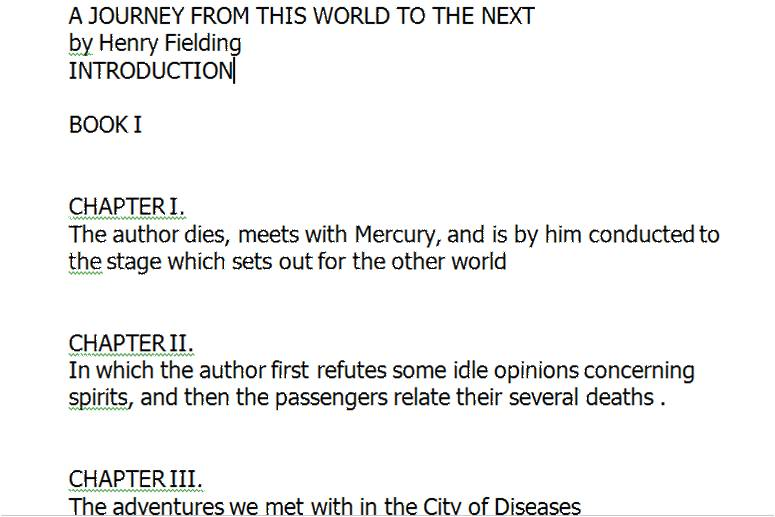 A JOURNEY FROM THIS WORLD TO THE NEXT
by Henry Fielding
INTRODUCTION
BOOK I
CHAPTER I.
The author dies, meets with Mercury, and is by him conducted to
the stage which sets out for the other world
CHAPTER II.
In which the author first refutes some idle opinions concerning
spirits, and then the passengers relate their several deaths .
CHAPTER III.
The adventures we met with in the City of Diseases